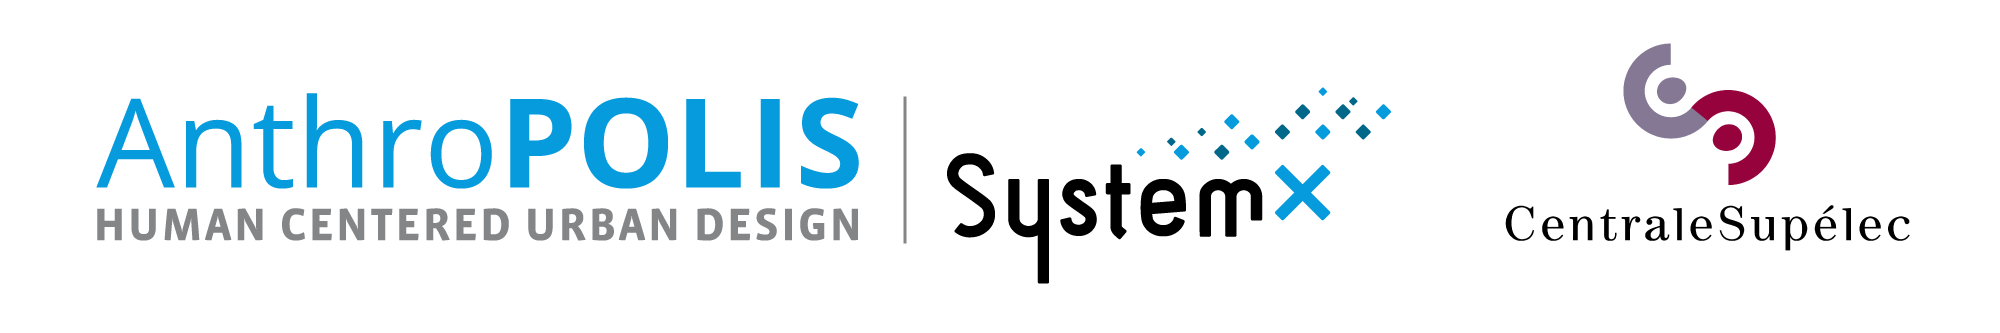 AnthroPOLIS
HUMAN CENTERED URBAN DESIGN
SystemX
CentraleSupélec